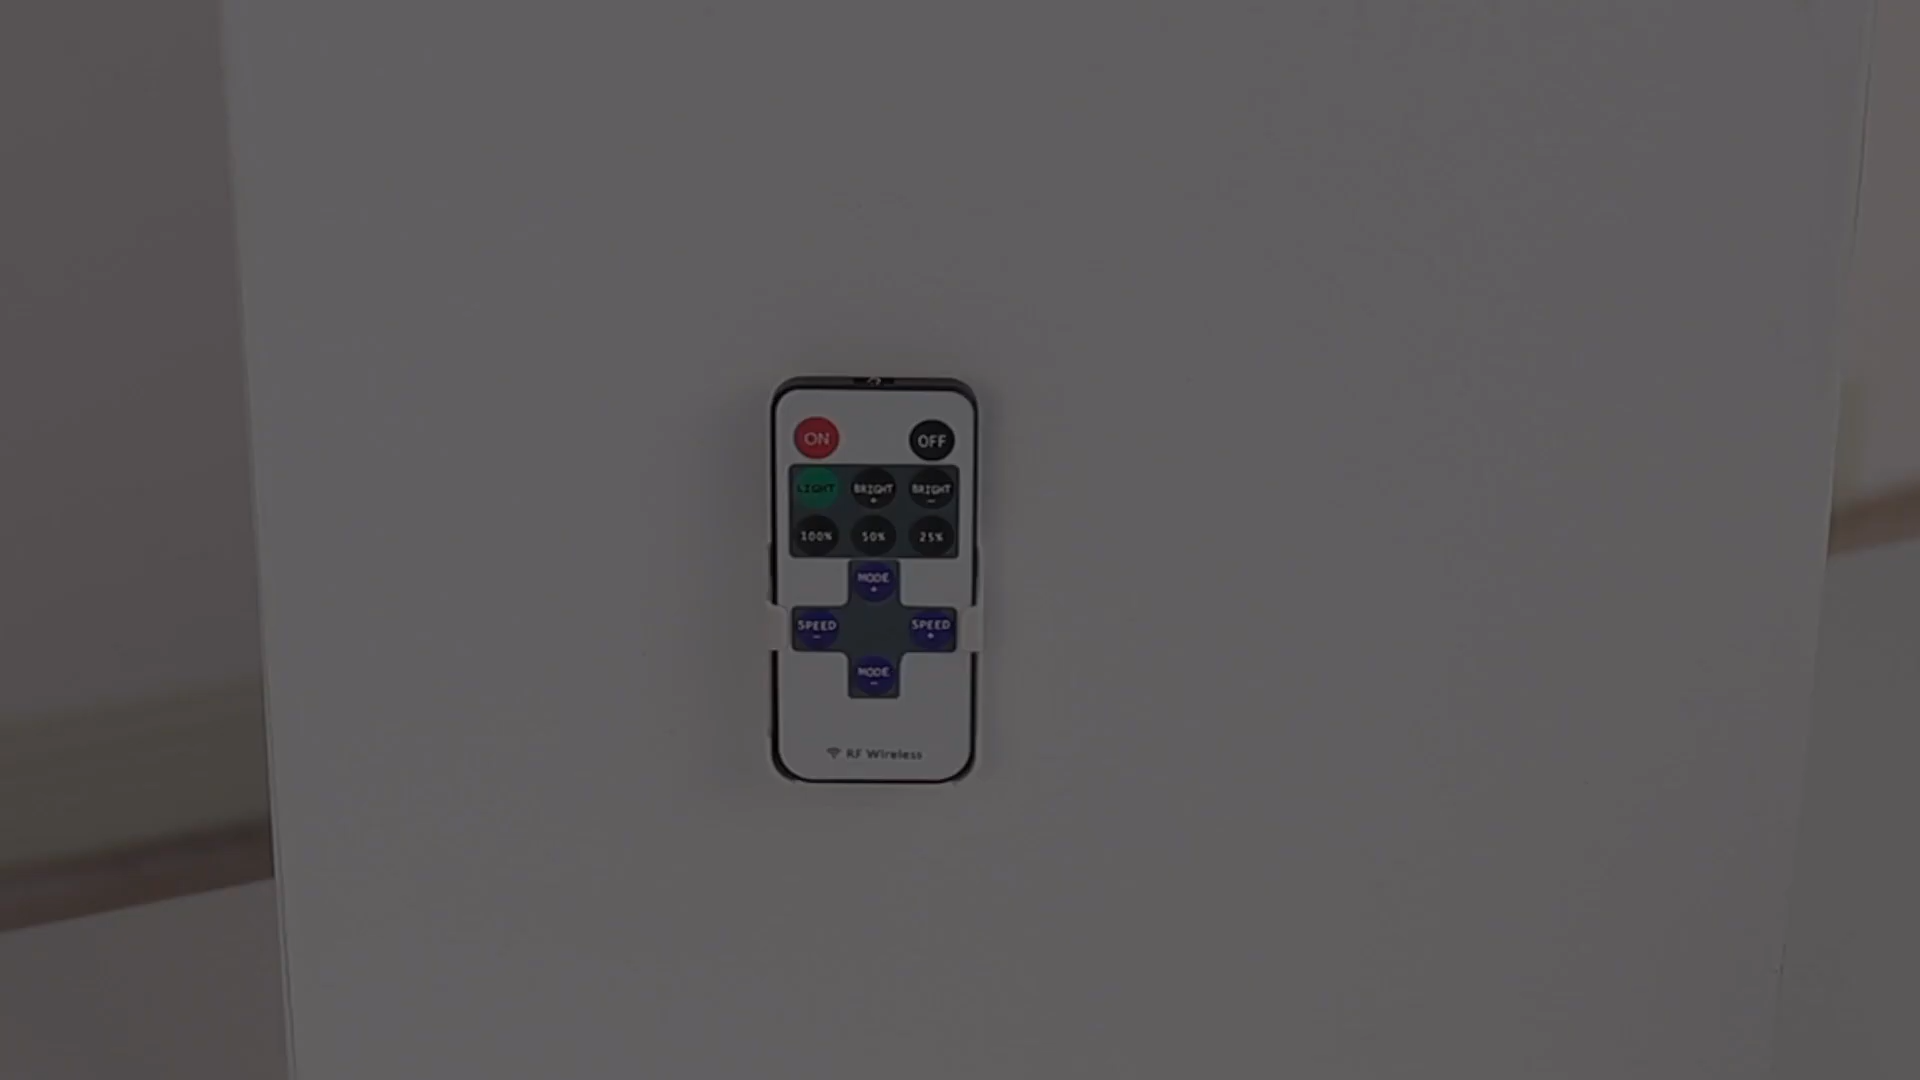 ON OFF
LIGHT BRIGHT + BRIGHT -
100% 50% 25%
MODE +
SPEED - SPEED +
MODE -
RF Wireless